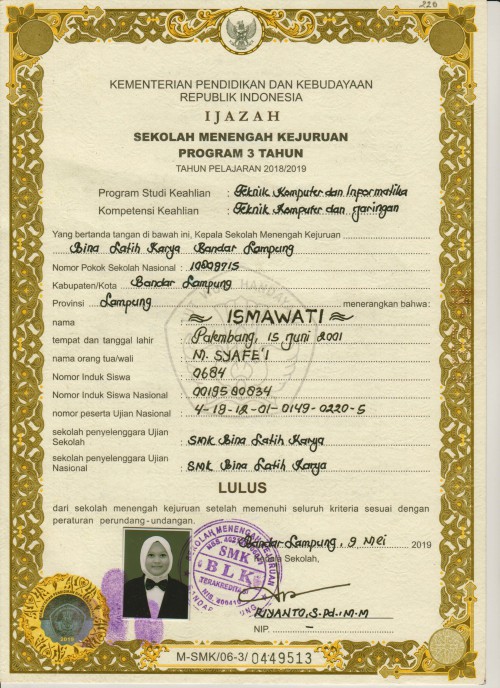 220
KEMENTERIAN PENDIDIKAN DAN KEBUDAYAAN
REPUBLIK INDONESIA
IJAZAH
SEKOLAH MENENGAH KEJURUAN
PROGRAM 3 TAHUN
TAHUN PELAJARAN 2018/2019
Program Studi Keahlian : Teknik Komputer dan Informatika
Kompetensi Keahlian : Teknik Komputer dan Jaringan
Yang bertanda tangan di bawah ini, Kepala Sekolah Menengah Kejuruan
Bina Latih Karya Bandar Lampung
Nomor Pokok Sekolah Nasional : 10808715
Kabupaten/Kota Bandar Lampung
Provinsi Lampung menerangkan bahwa:
nama : ISMAWATI
tempat dan tanggal lahir : Palembang, 15 Juni 2001
nama orang tua/wali : M. SYAFE'I
Nomor Induk Siswa : 0684
Nomor Induk Siswa Nasional : 0019580834
nomor peserta Ujian Nasional : 4-19-12-01-0149-0220-5
sekolah penyelenggara Ujian
Sekolah : SMK Bina Latih Karya
sekolah penyelenggara Ujian
Nasional : SMK Bina Latih Karya
LULUS
dari sekolah menengah kejuruan setelah memenuhi seluruh kriteria sesuai dengan
peraturan perundang-undangan.
Bandar Lampung, 9 Mei 2019
Kepala Sekolah,
SEKOLAH MENENGAH KEJURUAN
SMK
BLK
RIYANTO, S.Pd.I.M.M
NIP. -
M-SMK/06-3/ 0449513